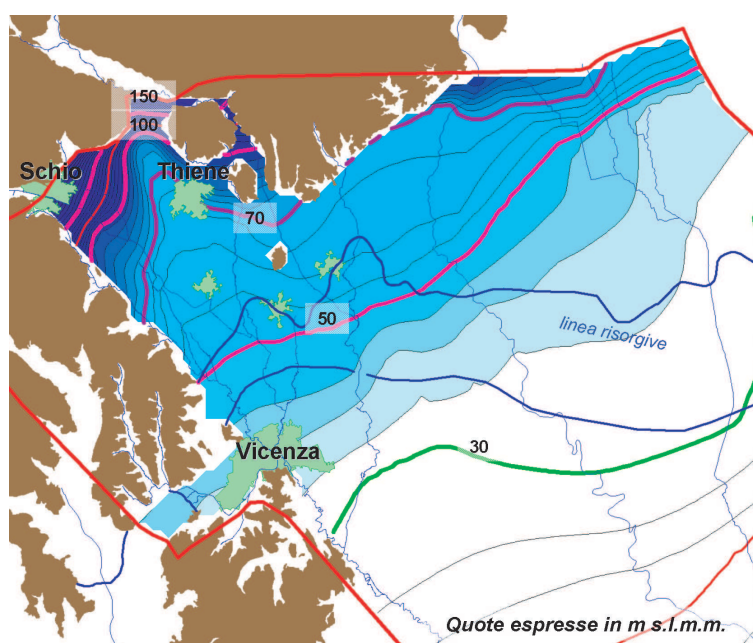 150
100
Schio
Thiene
70
50
linea risorgive
Vicenza
30
Quote espresse in m s.l.m.m.